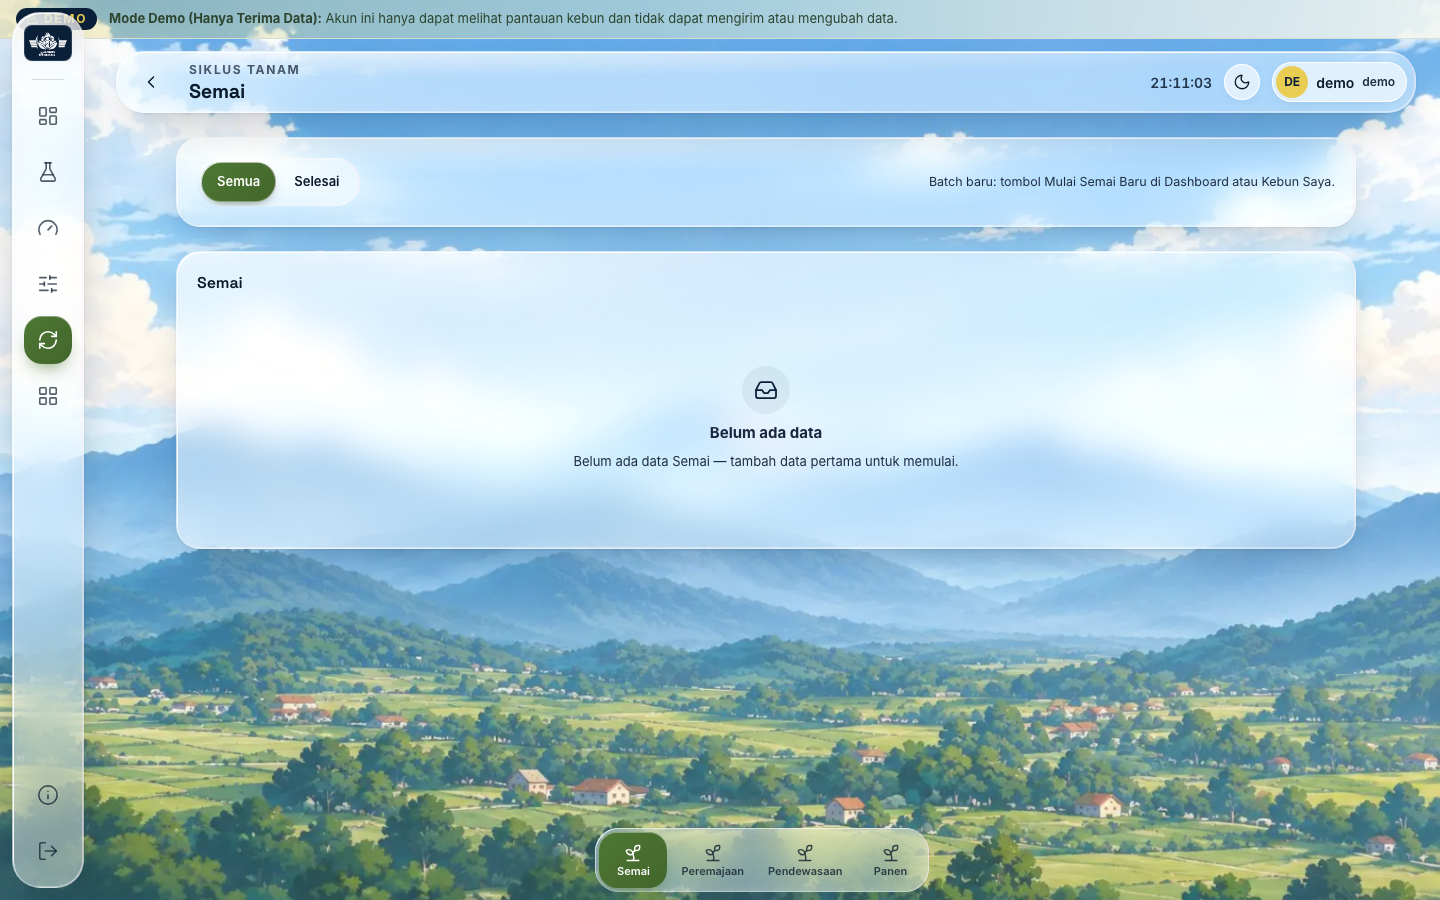 DEMO
Mode Demo (Hanya Terima Data): Akun ini hanya dapat melihat pantauan kebun dan tidak dapat mengirim atau mengubah data.
SIKLUS TANAM
Semai
21:11:03
DE
demo
demo
Semua
Selesai
Batch baru: tombol Mulai Semai Baru di Dashboard atau Kebun Saya.
Semai
Belum ada data
Belum ada data Semai — tambah data pertama untuk memulai.
Semai
Peremajaan
Pendewasaan
Panen